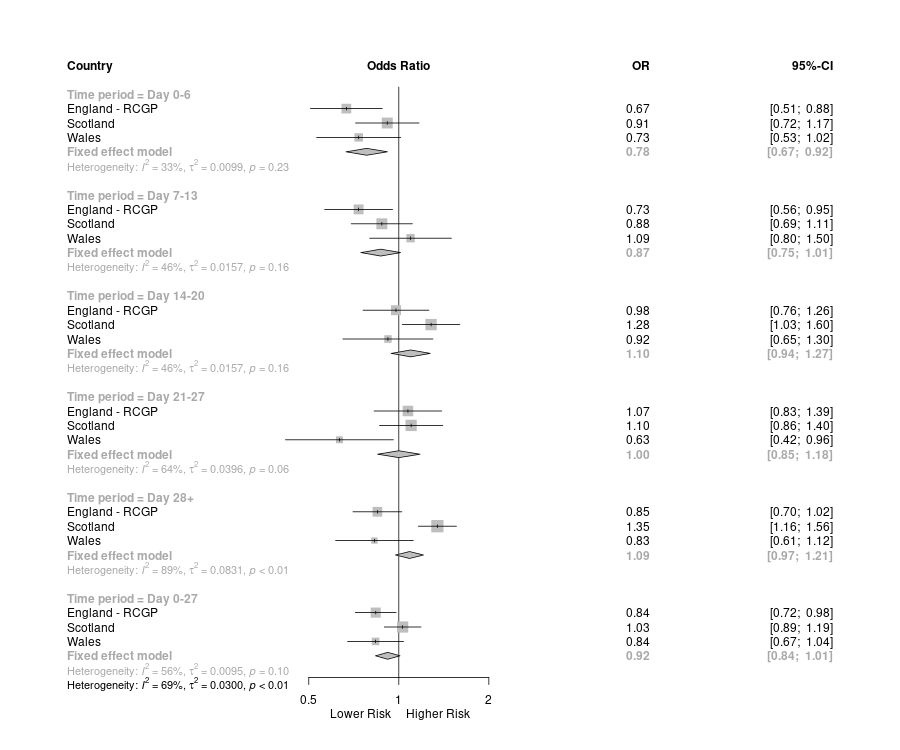 Country Odds Ratio OR 95%-CI
Time period = Day 0-6
England - RCGP 0.67 [0.51; 0.88]
Scotland 0.91 [0.72; 1.17]
Wales 0.73 [0.53; 1.02]
Fixed effect model 0.78 [0.67; 0.92]
Heterogeneity: I² = 33%, τ² = 0.0099, p = 0.23
Time period = Day 7-13
England - RCGP 0.73 [0.56; 0.95]
Scotland 0.88 [0.69; 1.11]
Wales 1.09 [0.80; 1.50]
Fixed effect model 0.87 [0.75; 1.01]
Heterogeneity: I² = 46%, τ² = 0.0157, p = 0.16
Time period = Day 14-20
England - RCGP 0.98 [0.76; 1.26]
Scotland 1.28 [1.03; 1.60]
Wales 0.92 [0.65; 1.30]
Fixed effect model 1.10 [0.94; 1.27]
Heterogeneity: I² = 46%, τ² = 0.0157, p = 0.16
Time period = Day 21-27
England - RCGP 1.07 [0.83; 1.39]
Scotland 1.10 [0.86; 1.40]
Wales 0.63 [0.42; 0.96]
Fixed effect model 1.00 [0.85; 1.18]
Heterogeneity: I² = 64%, τ² = 0.0396, p = 0.06
Time period = Day 28+
England - RCGP 0.85 [0.70; 1.02]
Scotland 1.35 [1.16; 1.56]
Wales 0.83 [0.61; 1.12]
Fixed effect model 1.09 [0.97; 1.21]
Heterogeneity: I² = 89%, τ² = 0.0831, p < 0.01
Time period = Day 0-27
England - RCGP 0.84 [0.72; 0.98]
Scotland 1.03 [0.89; 1.19]
Wales 0.84 [0.67; 1.04]
Fixed effect model 0.92 [0.84; 1.01]
Heterogeneity: I² = 56%, τ² = 0.0095, p = 0.10
Heterogeneity: I² = 69%, τ² = 0.0300, p < 0.01
0.5 1 2
Lower Risk Higher Risk